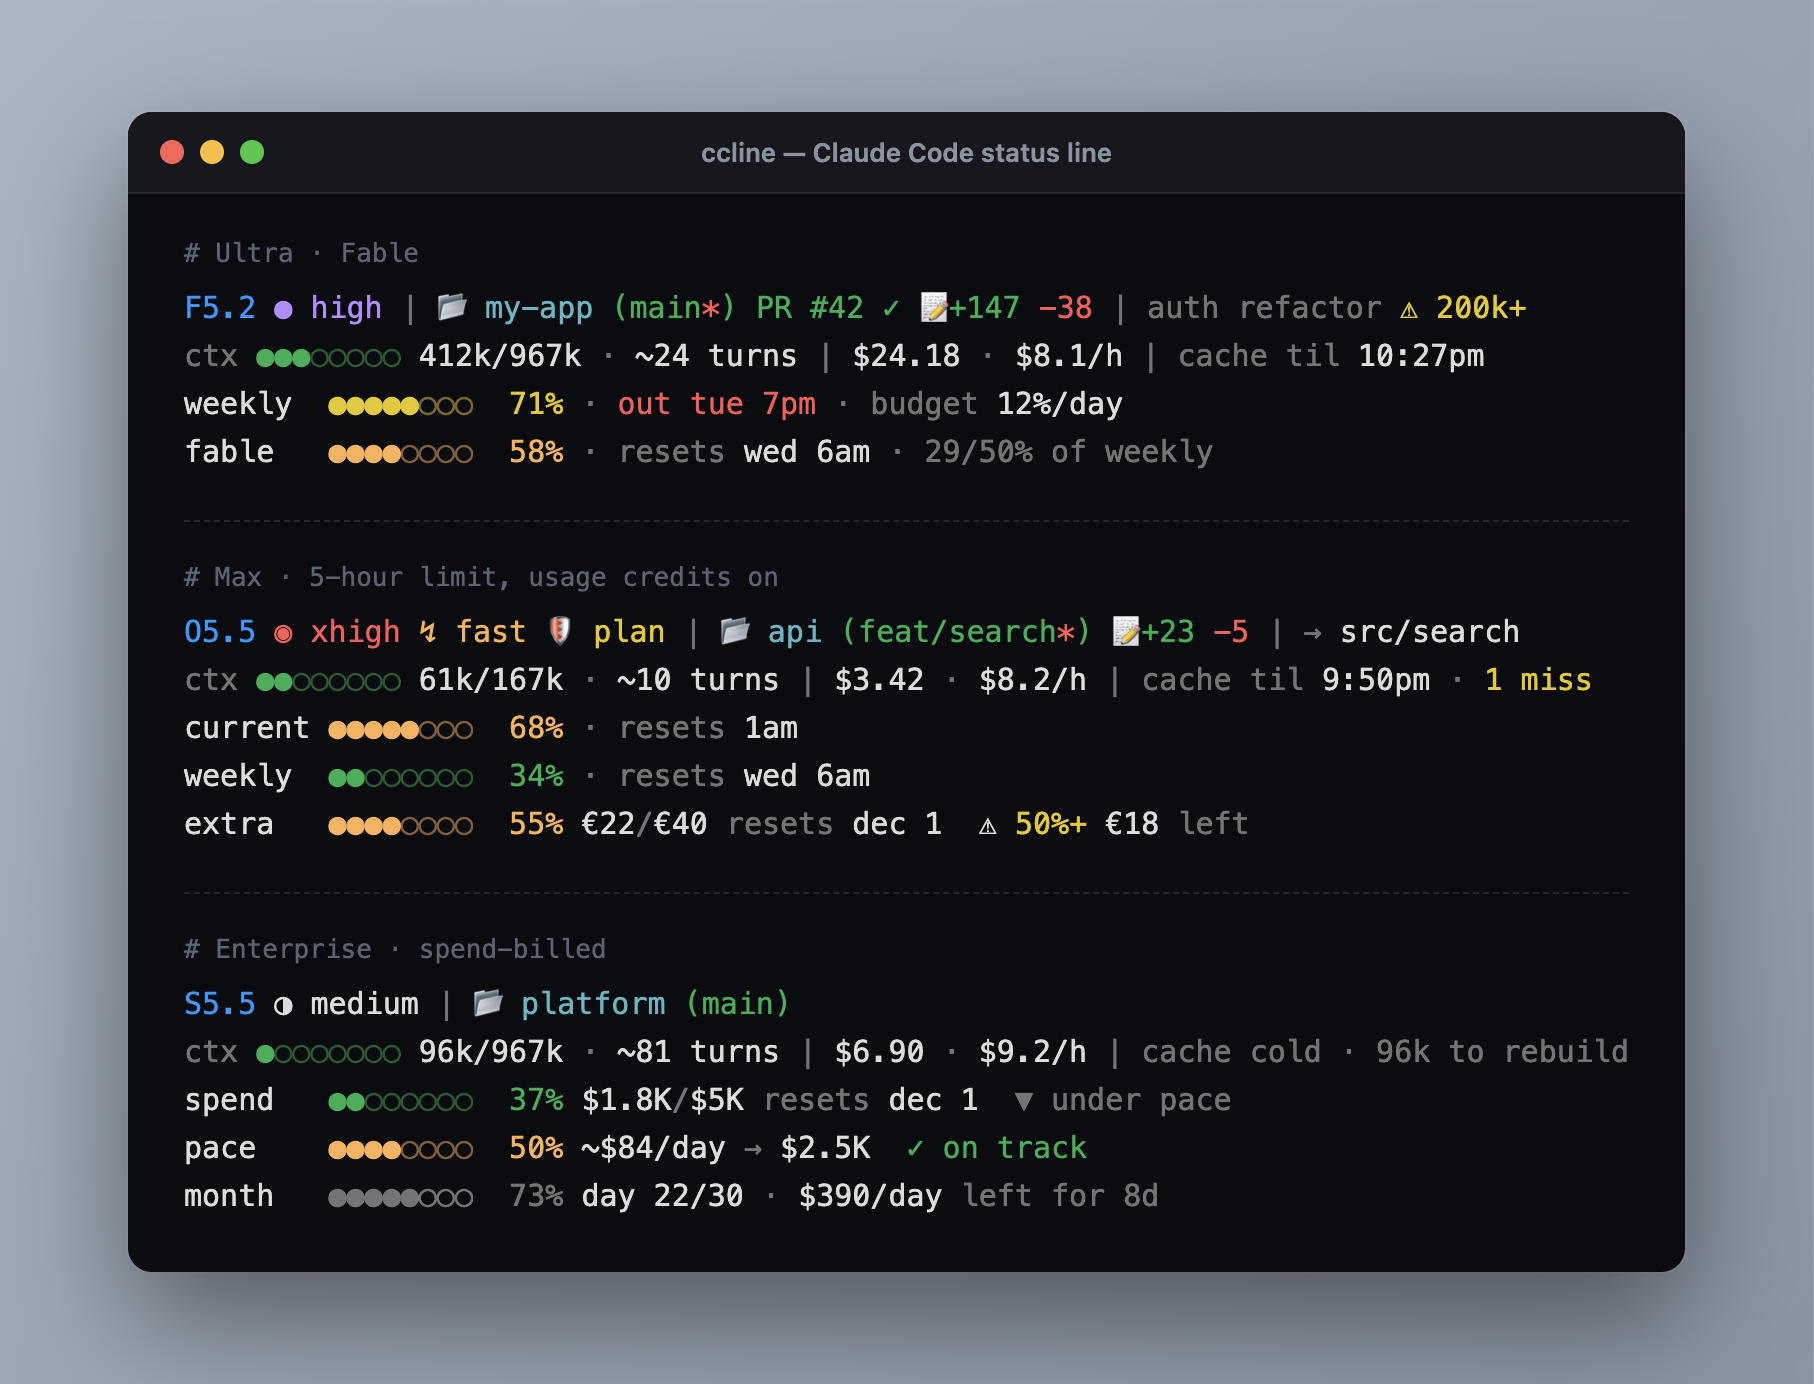 ccline — Claude Code status line
# Ultra · Fable
F5.2 ● high | 📂 my-app (main*) PR #42 ✓ 📝+147 −38 | auth refactor ⚠ 200k+
ctx ●●●○○○○○ 412k/967k · ~24 turns | $24.18 · $8.1/h | cache til 10:27pm
weekly ●●●●●○○○ 71% · out tue 7pm · budget 12%/day
fable ●●●●○○○○ 58% · resets wed 6am · 29/50% of weekly
# Max · 5-hour limit, usage credits on
O5.5 ◉ xhigh ↯ fast 🛡 plan | 📂 api (feat/search*) 📝+23 −5 | → src/search
ctx ●●○○○○○○ 61k/167k · ~10 turns | $3.42 · $8.2/h | cache til 9:50pm · 1 miss
current ●●●●●○○○ 68% · resets 1am
weekly ●●○○○○○○ 34% · resets wed 6am
extra ●●●●○○○○ 55% €22/€40 resets dec 1 ⚠ 50%+ €18 left
# Enterprise · spend-billed
S5.5 ◑ medium | 📂 platform (main)
ctx ●○○○○○○○ 96k/967k · ~81 turns | $6.90 · $9.2/h | cache cold · 96k to rebuild
spend ●●○○○○○○ 37% $1.8K/$5K resets dec 1 ▼ under pace
pace ●●●●○○○○ 50% ~$84/day → $2.5K ✓ on track
month ●●●●●○○○ 73% day 22/30 · $390/day left for 8d